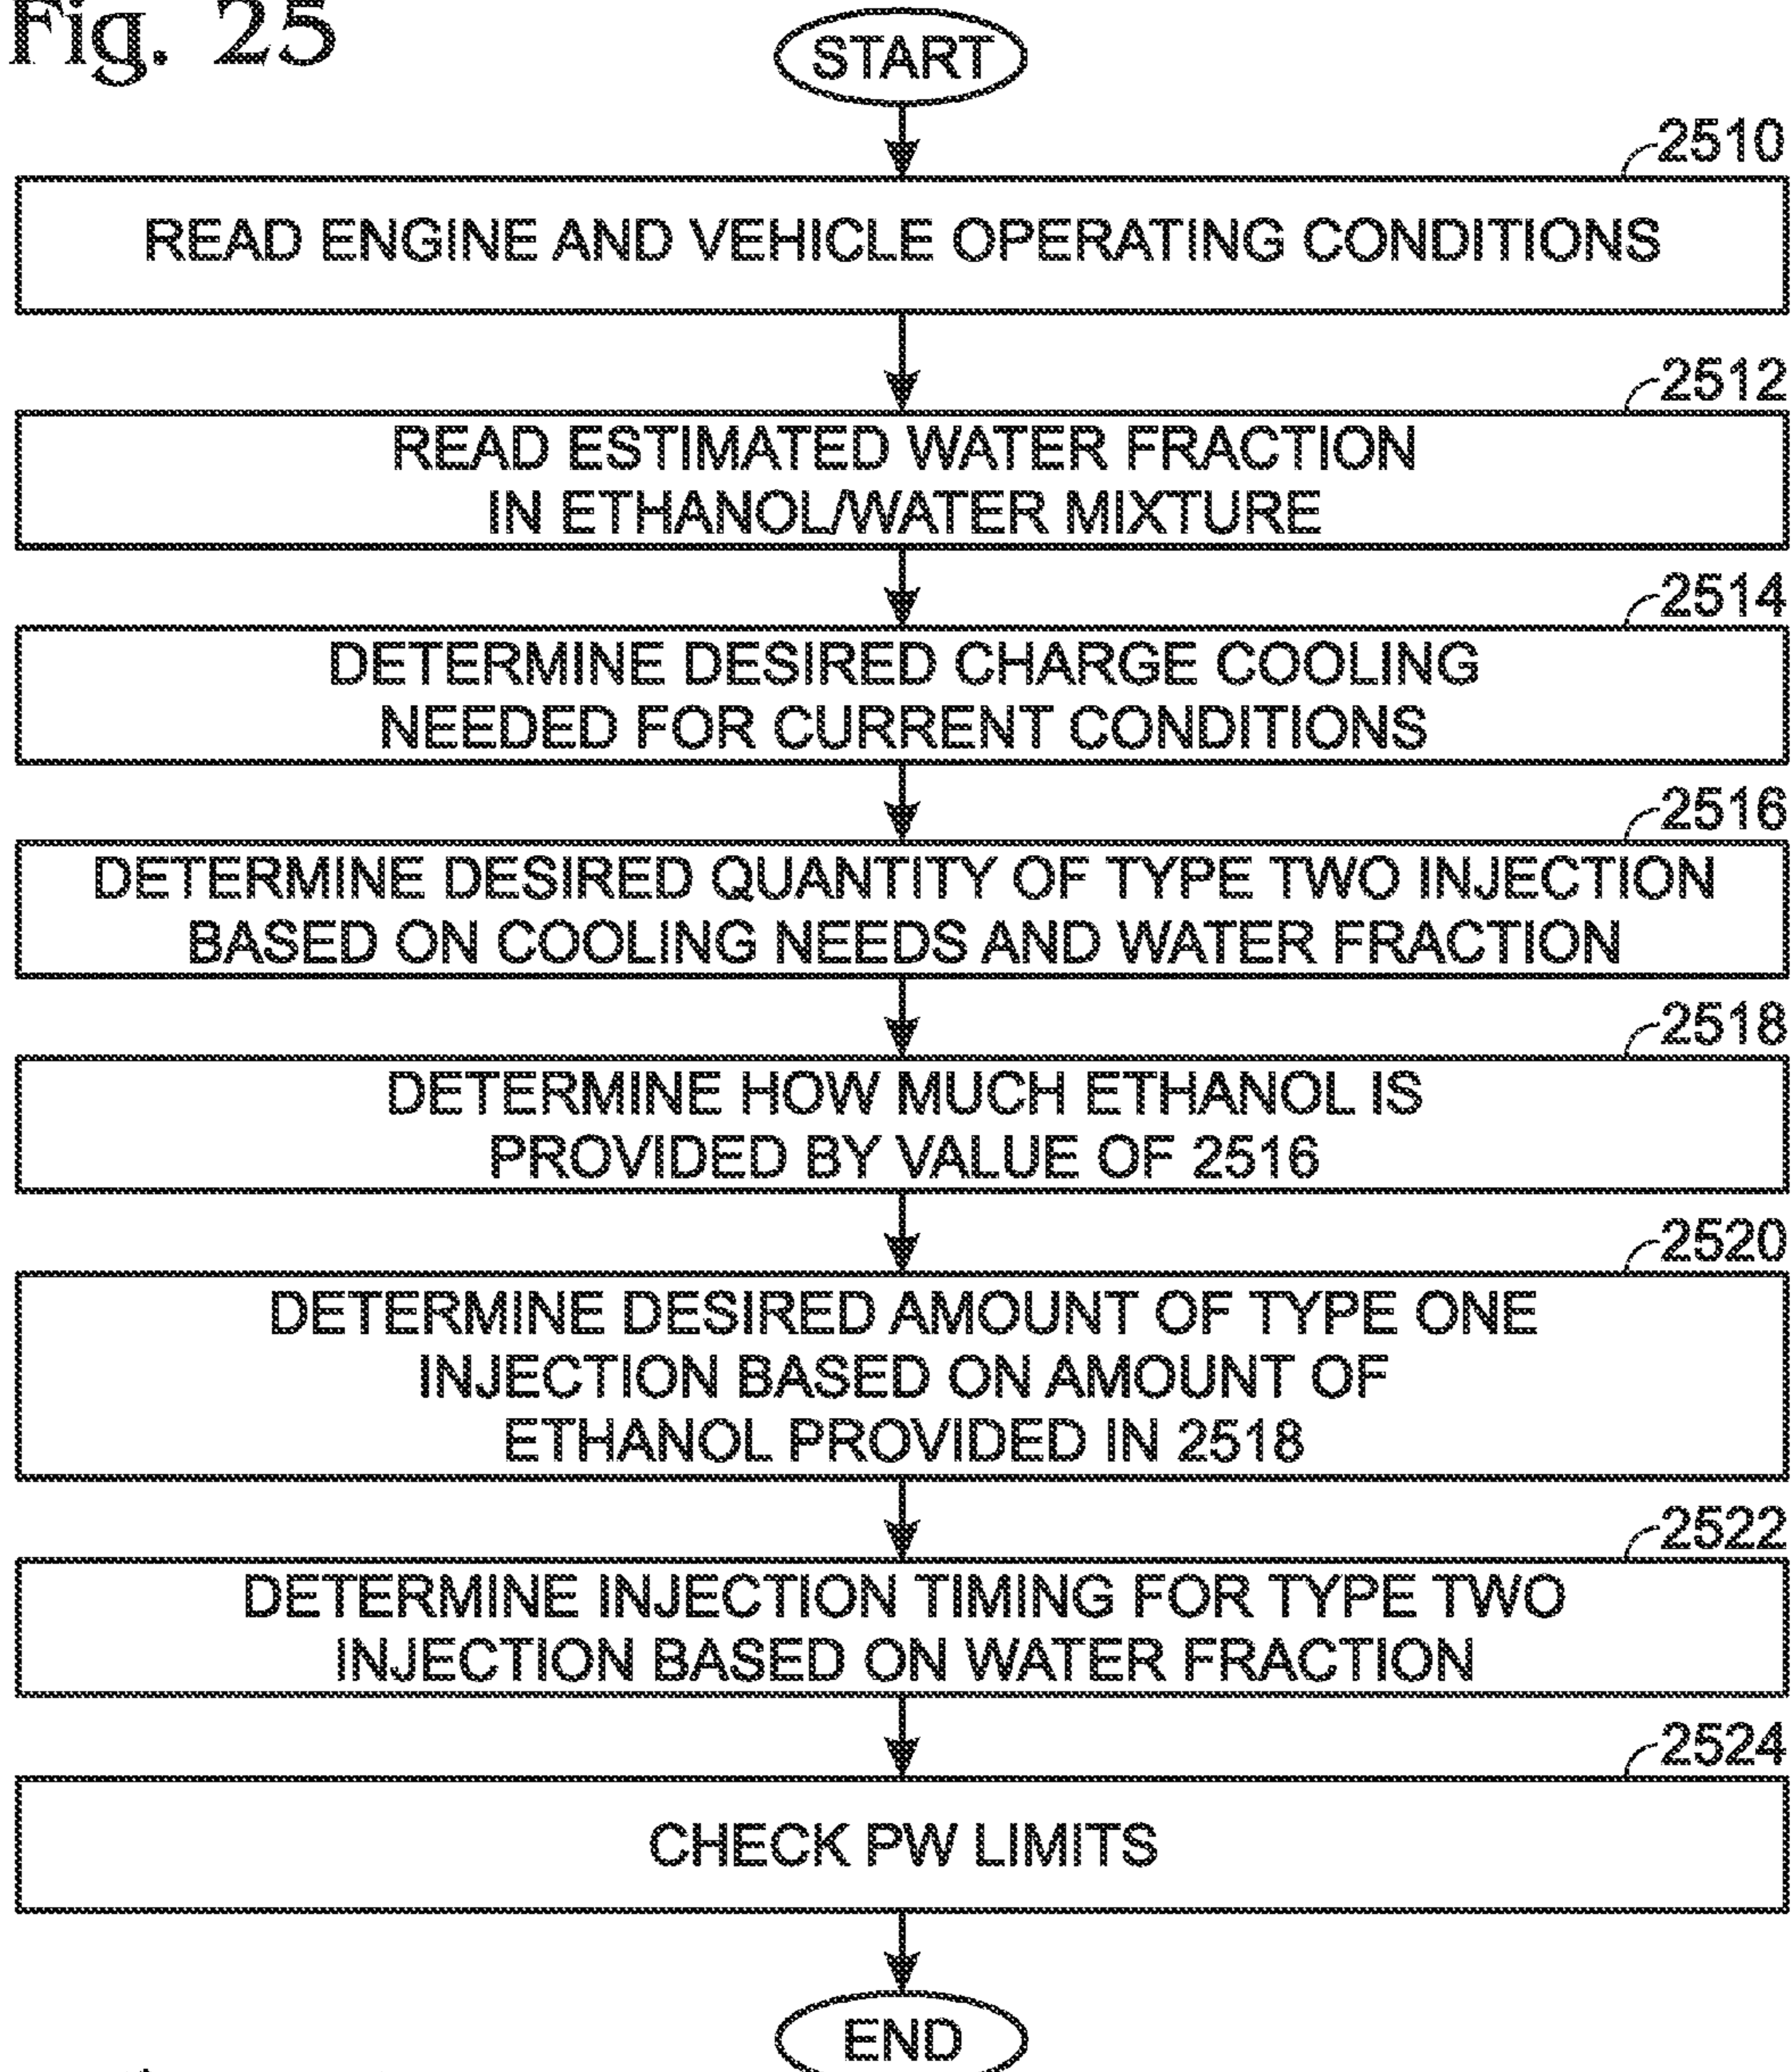 Fig. 25
START
2510
READ ENGINE AND VEHICLE OPERATING CONDITIONS
2512
READ ESTIMATED WATER FRACTION
IN ETHANOL/WATER MIXTURE
2514
DETERMINE DESIRED CHARGE COOLING
NEEDED FOR CURRENT CONDITIONS
2516
DETERMINE DESIRED QUANTITY OF TYPE TWO INJECTION
BASED ON COOLING NEEDS AND WATER FRACTION
2518
DETERMINE HOW MUCH ETHANOL IS
PROVIDED BY VALUE OF 2516
2520
DETERMINE DESIRED AMOUNT OF TYPE ONE
INJECTION BASED ON AMOUNT OF
ETHANOL PROVIDED IN 2518
2522
DETERMINE INJECTION TIMING FOR TYPE TWO
INJECTION BASED ON WATER FRACTION
2524
CHECK PW LIMITS
END